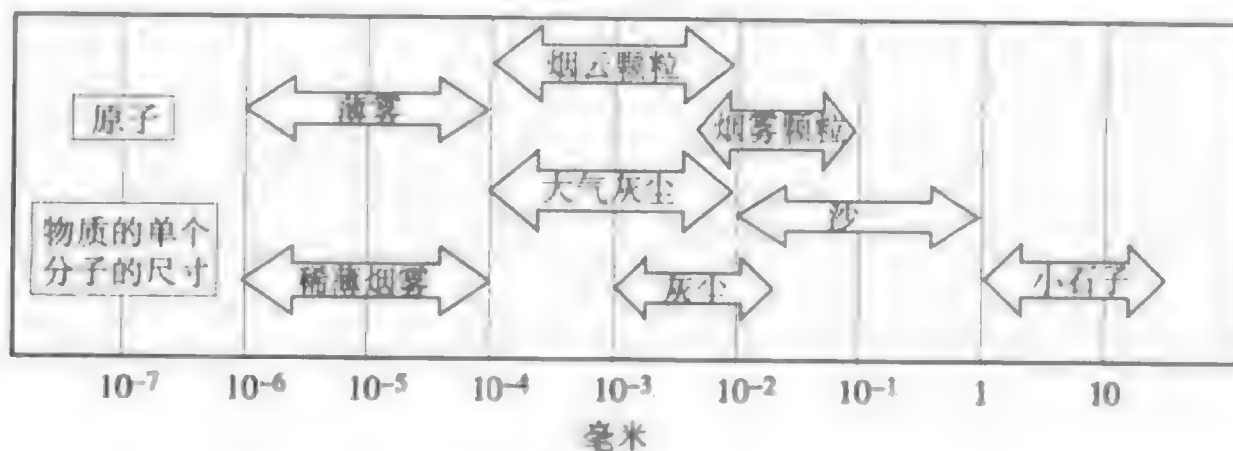 烟云颗粒
原子
薄雾
烟雾颗粒
大气灰尘
沙
物质的单个
分子的尺寸
稀薄烟雾
灰尘
小石子
10⁻⁷ 10⁻⁶ 10⁻⁵ 10⁻⁴ 10⁻³ 10⁻² 10⁻¹ 1 10
毫米